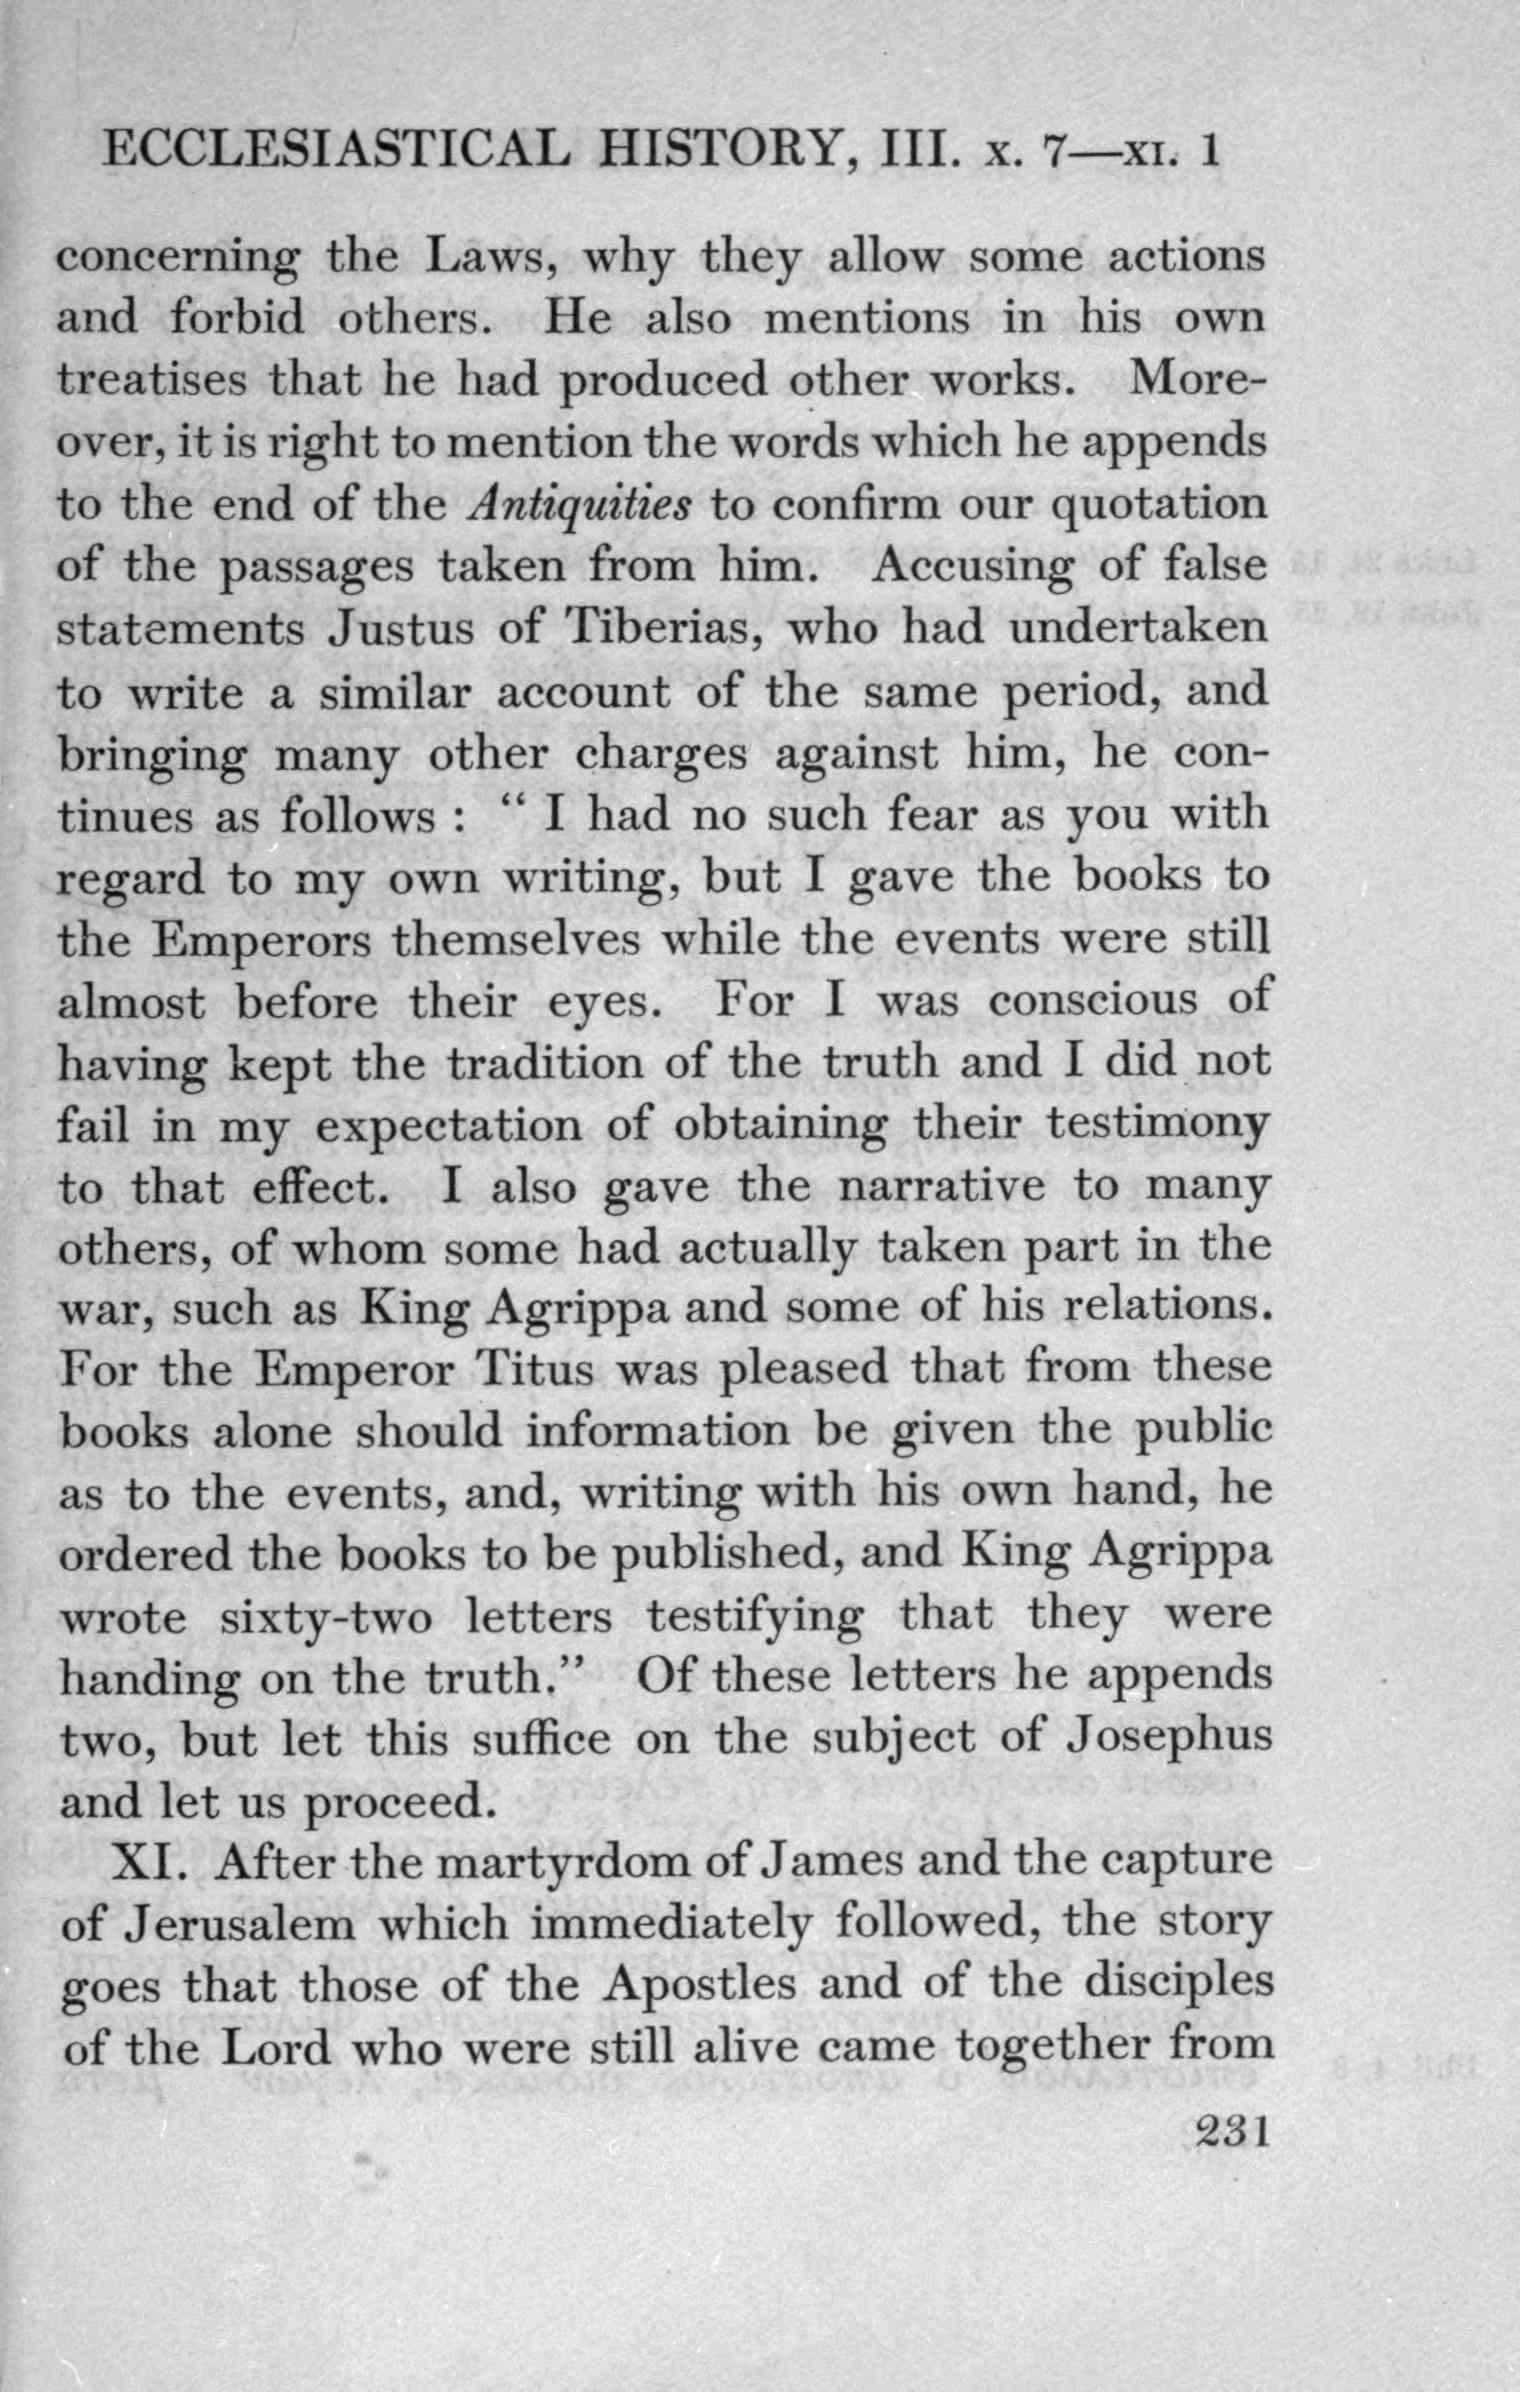 ECCLESIASTICAL HISTORY, III. x. 7—xi. 1
concerning the Laws, why they allow some actions
and forbid others. He also mentions in his own
treatises that he had produced other works. More-
over, it is right to mention the words which he appends
to the end of the Antiquities to confirm our quotation
of the passages taken from him. Accusing of false
statements Justus of Tiberias, who had undertaken
to write a similar account of the same period, and
bringing many other charges against him, he con-
tinues as follows : “ I had no such fear as you with
regard to my own writing, but I gave the books to
the Emperors themselves while the events were still
almost before their eyes. For I was conscious of
having kept the tradition of the truth and I did not
fail in my expectation of obtaining their testimony
to that effect. I also gave the narrative to many
others, of whom some had actually taken part in the
war, such as King Agrippa and some of his relations.
For the Emperor Titus was pleased that from these
books alone should information be given the public
as to the events, and, writing with his own hand, he
ordered the books to be published, and King Agrippa
wrote sixty-two letters testifying that they were
handing on the truth.” Of these letters he appends
two, but let this suffice on the subject of Josephus
and let us proceed.
XI. After the martyrdom of James and the capture
of Jerusalem which immediately followed, the story
goes that those of the Apostles and of the disciples
of the Lord who were still alive came together from
231